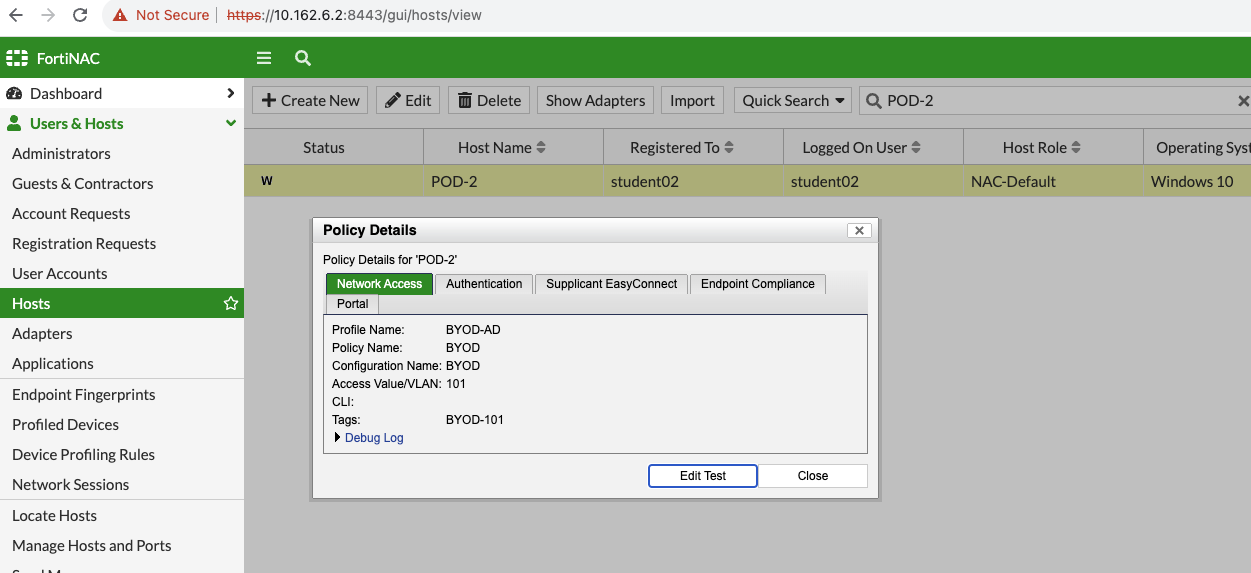 Not Secure https://10.162.6.2:8443/gui/hosts/view
FortiNAC
Dashboard
Users & Hosts
Administrators
Guests & Contractors
Account Requests
Registration Requests
User Accounts
Hosts
Adapters
Applications
Endpoint Fingerprints
Profiled Devices
Device Profiling Rules
Network Sessions
Locate Hosts
Manage Hosts and Ports
Create New Edit Delete Show Adapters Import Quick Search POD-2
Status Host Name Registered To Logged On User Host Role Operating Syst
W POD-2 student02 student02 NAC-Default Windows 10
Policy Details
Policy Details for 'POD-2'
Network Access Authentication Supplicant EasyConnect Endpoint Compliance
Portal
Profile Name: BYOD-AD
Policy Name: BYOD
Configuration Name: BYOD
Access Value/VLAN: 101
CLI:
Tags: BYOD-101
Debug Log
Edit Test Close